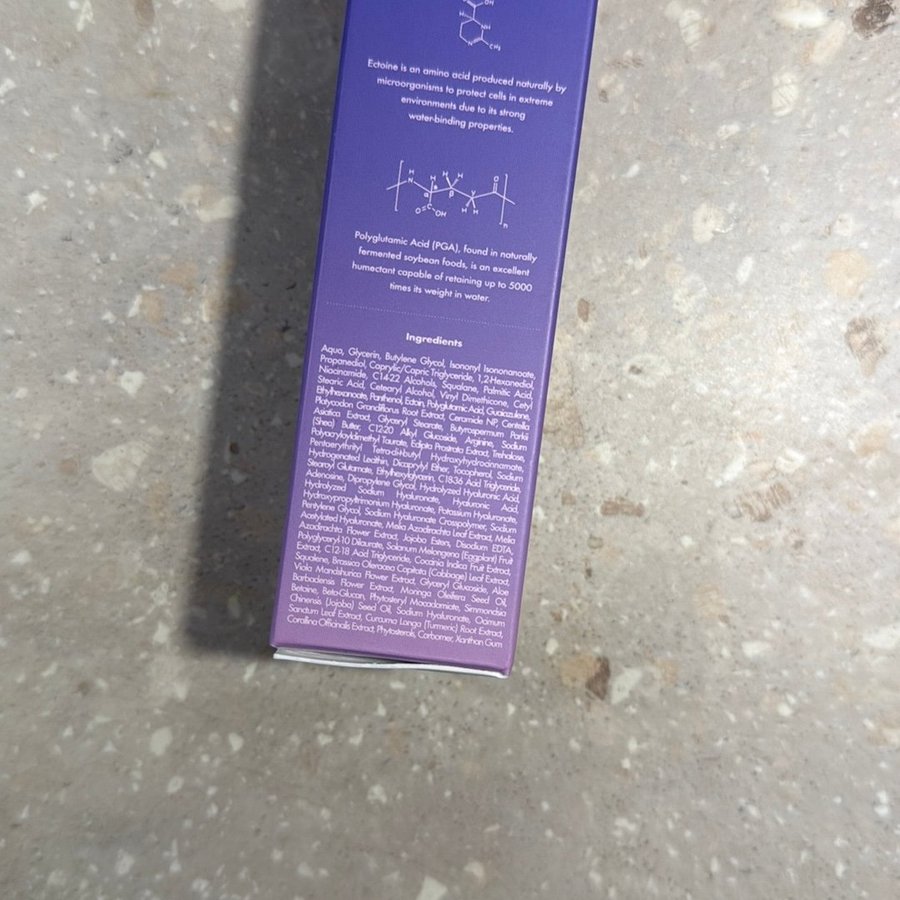 OH
H
NH
N
CH₃
Ectoine is an amino acid produced naturally by
microorganisms to protect cells in extreme
environments due to its strong
water-binding properties.
H H H H O
N α β γ
O C OH H H n
Polyglutamic Acid (PGA), found in naturally
fermented soybean foods, is an excellent
humectant capable of retaining up to 5000
times its weight in water.
Ingredients
Aqua, Glycerin, Butylene Glycol, Isononyl Isononanoate,
Propanediol, Caprylic/Capric Triglyceride, 1,2-Hexanediol,
Niacinamide, C14-22 Alcohols, Squalane, Palmitic Acid,
Stearic Acid, Cetearyl Alcohol, Vinyl Dimethicone, Cetyl
Ethylhexanoate, Panthenol, Ectoin, Polyglutamic Acid, Guaiazulene,
Platycodon Grandiflorus Root Extract, Ceramide NP, Centella
Asiatica Extract, Glyceryl Stearate, Butyrospermum Parkii
(Shea) Butter, C12-20 Alkyl Glucoside, Arginine, Sodium
Polyacryloyldimethyl Taurate, Eclipta Prostrata Extract, Trehalose,
Pentaerythrityl Tetra-di-t-butyl Hydroxyhydrocinnamate,
Hydrogenated Lecithin, Dicaprylyl Ether, Tocopherol, Sodium
Stearoyl Glutamate, Ethylhexylglycerin, C18-36 Acid Triglyceride,
Adenosine, Dipropylene Glycol, Hydrolyzed Hyaluronic Acid,
Hydrolyzed Sodium Hyaluronate, Hyaluronic Acid,
Hydroxypropyltrimonium Hyaluronate, Potassium Hyaluronate,
Pentylene Glycol, Sodium Hyaluronate Crosspolymer, Sodium
Acetylated Hyaluronate, Melia Azadirachta Leaf Extract, Melia
Azadirachta Flower Extract, Jojoba Esters, Disodium EDTA,
Polyglyceryl-10 Dilaurate, Solanum Melongena (Eggplant) Fruit
Extract, C12-18 Acid Triglyceride, Coccinia Indica Fruit Extract,
Squalene, Brassica Oleracea Capitata (Cabbage) Leaf Extract,
Viola Mandshurica Flower Extract, Glyceryl Glucoside, Aloe
Barbadensis Flower Extract, Moringa Oleifera Seed Oil,
Betaine, Beta-Glucan, Phytosteryl Macadamiate, Simmondsia
Chinensis (Jojoba) Seed Oil, Sodium Hyaluronate, Ocimum
Sanctum Leaf Extract, Curcuma Longa (Turmeric) Root Extract,
Corallina Officinalis Extract, Phytosterols, Carbomer, Xanthan Gum